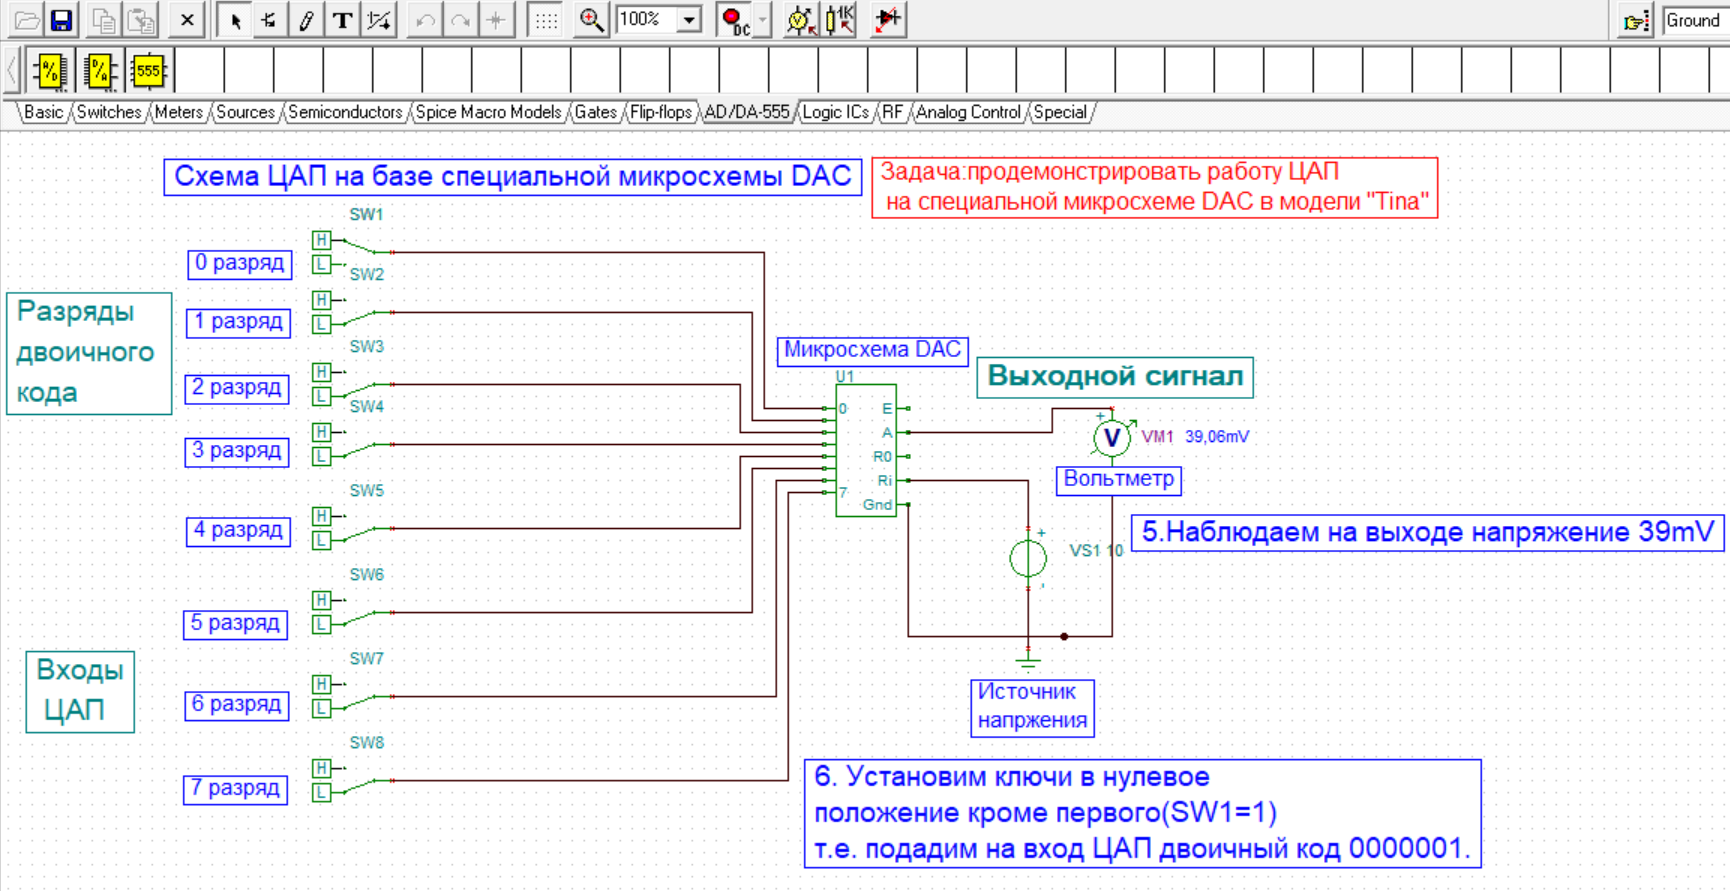 100%
DC
1K
Ground
A/D
D/A
555
Basic Switches Meters Sources Semiconductors Spice Macro Models Gates Flip-flops AD/DA-555 Logic ICs RF Analog Control Special
Схема ЦАП на базе специальной микросхемы DAC
Задача:продемонстрировать работу ЦАП
на специальной микросхеме DAC в модели "Tina"
SW1
H
L
0 разряд
SW2
H
L
1 разряд
Разряды
двоичного
кода
SW3
H
L
2 разряд
SW4
H
L
3 разряд
SW5
H
L
4 разряд
SW6
H
L
5 разряд
Входы
ЦАП
SW7
H
L
6 разряд
SW8
H
L
7 разряд
Микросхема DAC
U1
0
7
E
A
R0
Ri
Gnd
Выходной сигнал
+
V
VM1 39,06mV
Вольтметр
+
VS1 10
-
5.Наблюдаем на выходе напряжение 39mV
Источник
напржения
6. Установим ключи в нулевое
положение кроме первого(SW1=1)
т.е. подадим на вход ЦАП двоичный код 0000001.